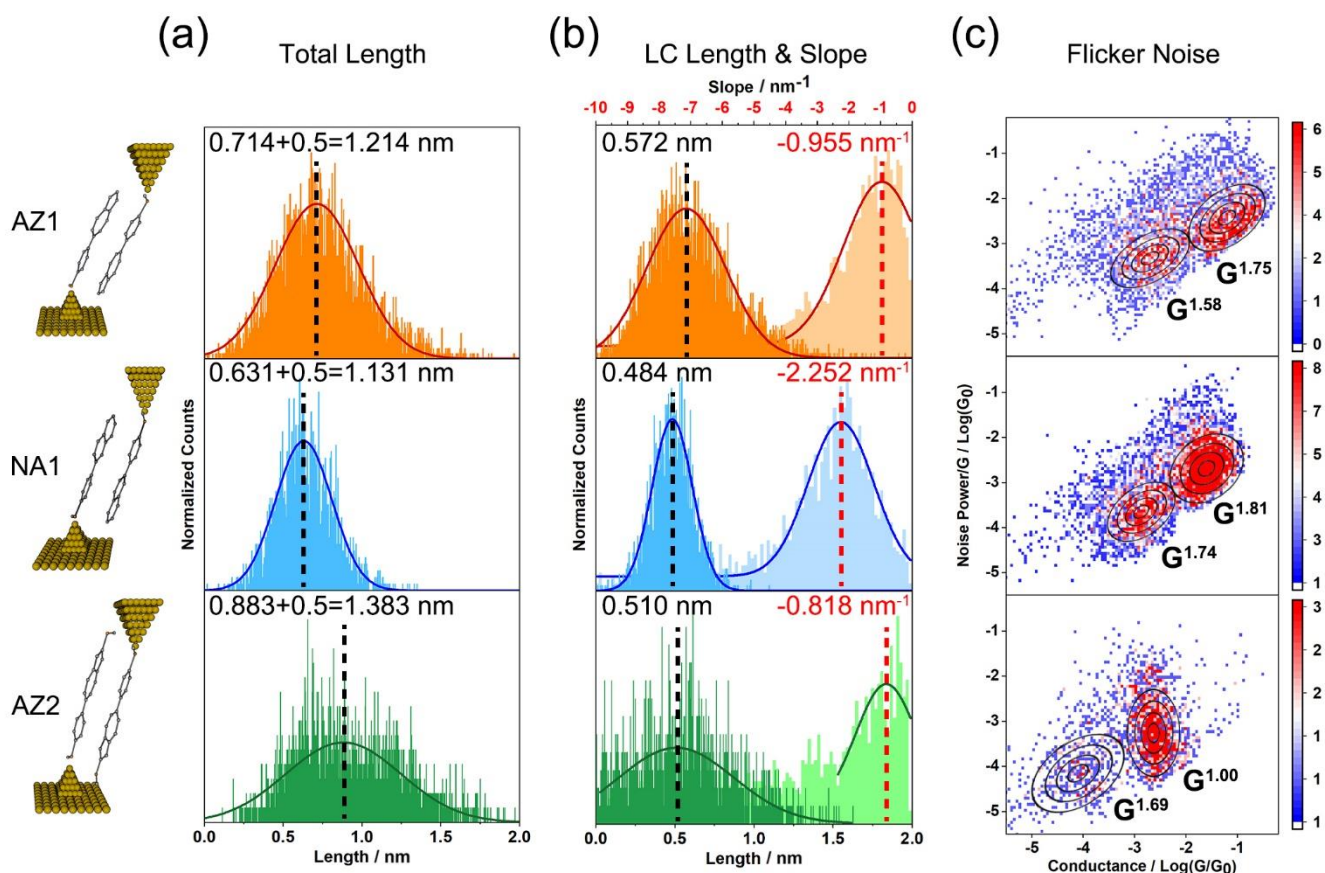 (a)
Total Length
(b)
LC Length & Slope
Slope / nm-1
-10 -9 -8 -7 -6 -5 -4 -3 -2 -1 0
(c)
Flicker Noise
AZ1
NA1
AZ2
0.714+0.5=1.214 nm
0.631+0.5=1.131 nm
0.883+0.5=1.383 nm
Normalized Counts
0.0 0.5 1.0 1.5 2.0
Length / nm
0.572 nm
-0.955 nm-1
0.484 nm
-2.252 nm-1
0.510 nm
-0.818 nm-1
Normalized Counts
0.0 0.5 1.0 1.5 2.0
Length / nm
Noise Power/G / Log(G0)
-1
-2
-3
-4
-5
G1.58
G1.75
6
5
4
3
2
1
0
-1
-2
-3
-4
-5
G1.74
G1.81
8
7
6
5
4
3
2
1
0
-1
-2
-3
-4
-5
G1.69
G1.00
3
2
2
1
1
0
-5 -4 -3 -2 -1
Conductance / Log(G/G0)